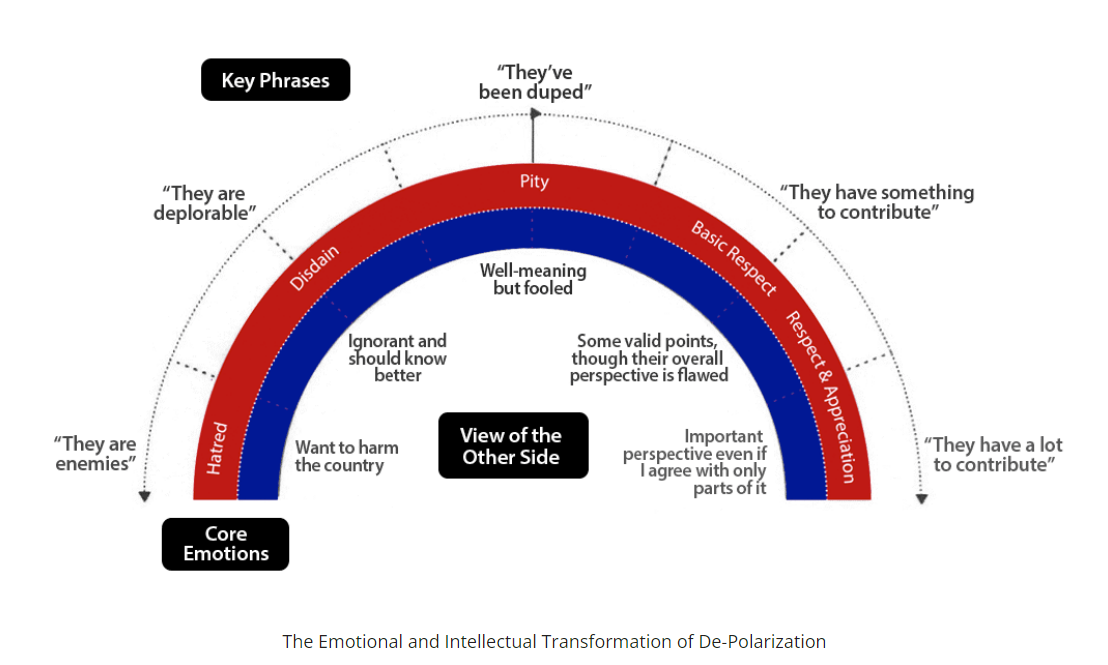 Key Phrases
“They’ve
been duped”
“They are
deplorable”
“They have something
to contribute”
“They are
enemies”
“They have a lot
to contribute”
Hatred
Disdain
Pity
Basic Respect
Respect & Appreciation
Well-meaning
but fooled
Ignorant and
should know
better
Some valid points,
though their overall
perspective is flawed
Want to harm
the country
Important
perspective even if
I agree with only
parts of it
View of the
Other Side
Core
Emotions
The Emotional and Intellectual Transformation of De-Polarization